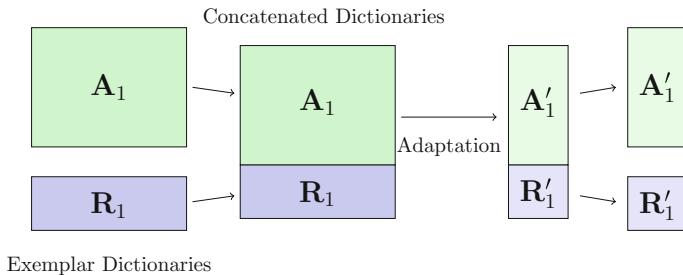 Concatenated Dictionaries
A₁ A₁ A′₁ A′₁
Adaptation
R₁ R₁ R′₁ R′₁
Exemplar Dictionaries